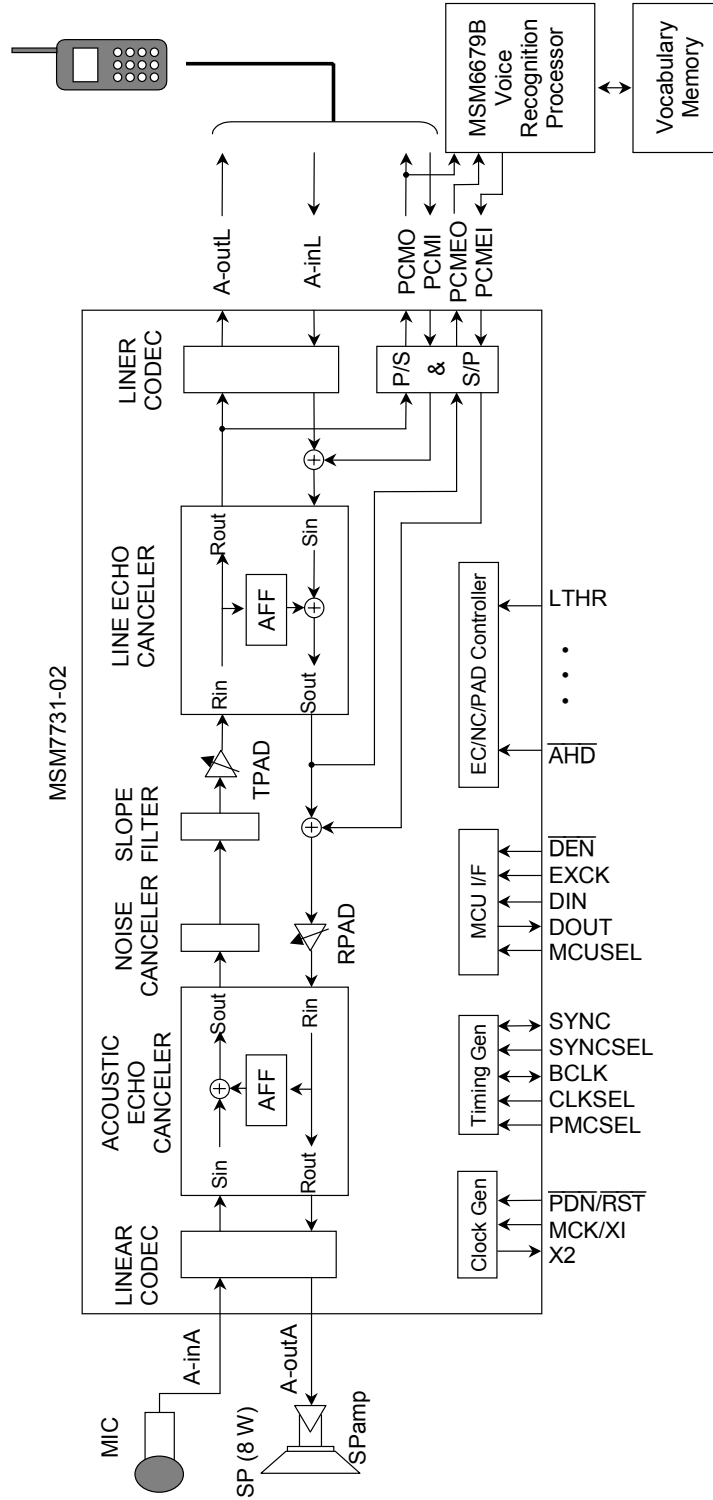 MSM7731-02
MIC
A-inA
SP (8 W)
A-outA
SPamp
LINEAR
CODEC
ACOUSTIC
ECHO
CANCELER
Sin
Sout
AFF
Rout
Rin
NOISE
CANCELER
SLOPE
FILTER
TPAD
RPAD
LINE ECHO
CANCELER
Rin
Rout
AFF
Sout
Sin
LINER
CODEC
P/S
&
S/P
A-outL
A-inL
PCMO
PCMI
PCMEO
PCMEI
MSM6679B
Voice
Recognition
Processor
Vocabulary
Memory
Clock Gen
X2
MCK/XI
PDN/RST
Timing Gen
PMCSEL
CLKSEL
BCLK
SYNCSEL
SYNC
MCU I/F
MCUSEL
DOUT
DIN
EXCK
DEN
EC/NC/PAD Controller
AHD
• • •
LTHR